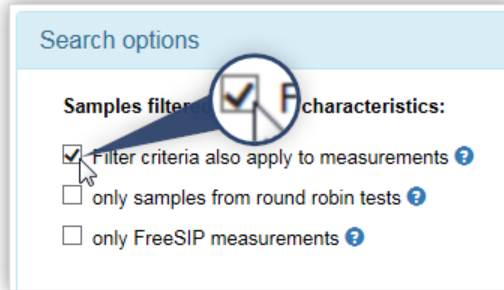 Search options
Samples filtered characteristics:
Filter criteria also apply to measurements ?
only samples from round robin tests ?
only FreeSIP measurements ?